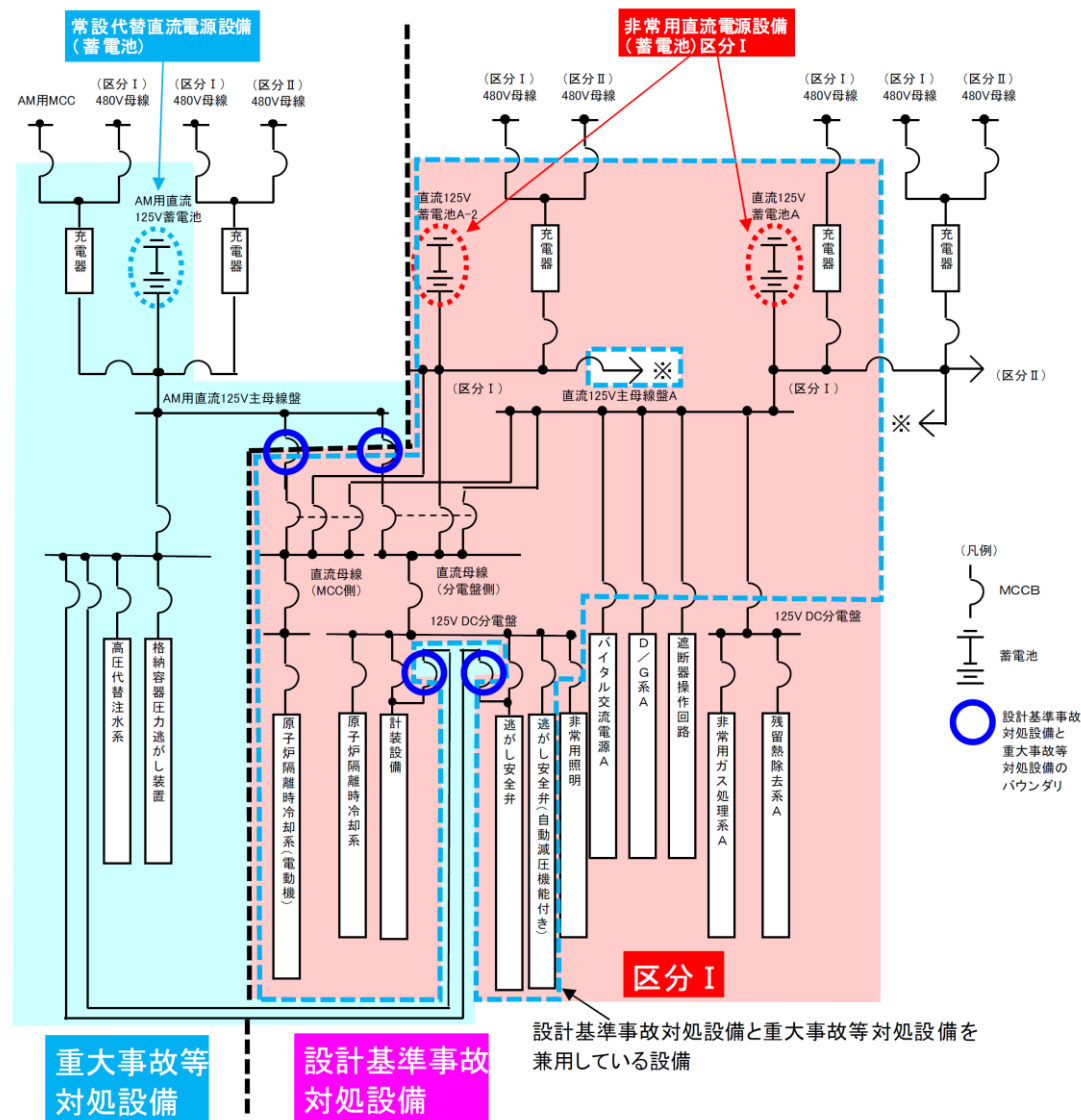 常設代替直流電源設備
(蓄電池)
非常用直流電源設備
(蓄電池)区分Ⅰ
AM用MCC
(区分Ⅰ)
480V母線
(区分Ⅰ)
480V母線
(区分Ⅱ)
480V母線
(区分Ⅰ)
480V母線
(区分Ⅱ)
480V母線
(区分Ⅰ)
480V母線
(区分Ⅰ)
480V母線
(区分Ⅱ)
480V母線
AM用直流
125V蓄電池
直流125V
蓄電池A-2
直流125V
蓄電池A
充電器
充電器
充電器
充電器
充電器
(区分Ⅰ)
※
(区分Ⅰ)
(区分Ⅱ)
AM用直流125V主母線盤
直流125V主母線盤A
※
直流母線
(MCC側)
直流母線
(分電盤側)
125V DC分電盤
125V DC分電盤
高圧代替注水系
格納容器圧力逃がし装置
原子炉隔離時冷却系(電動機)
原子炉隔離時冷却系
計装設備
逃がし安全弁
逃がし安全弁(自動減圧機能付き)
非常用照明
バイタル交流電源A
D/G系A
遮断器操作回路
非常用ガス処理系A
残留熱除去系A
(凡例)
MCCB
蓄電池
設計基準事故
対処設備と
重大事故等
対処設備の
バウンダリ
区分Ⅰ
設計基準事故対処設備と重大事故等対処設備を
兼用している設備
重大事故等
対処設備
設計基準事故
対処設備